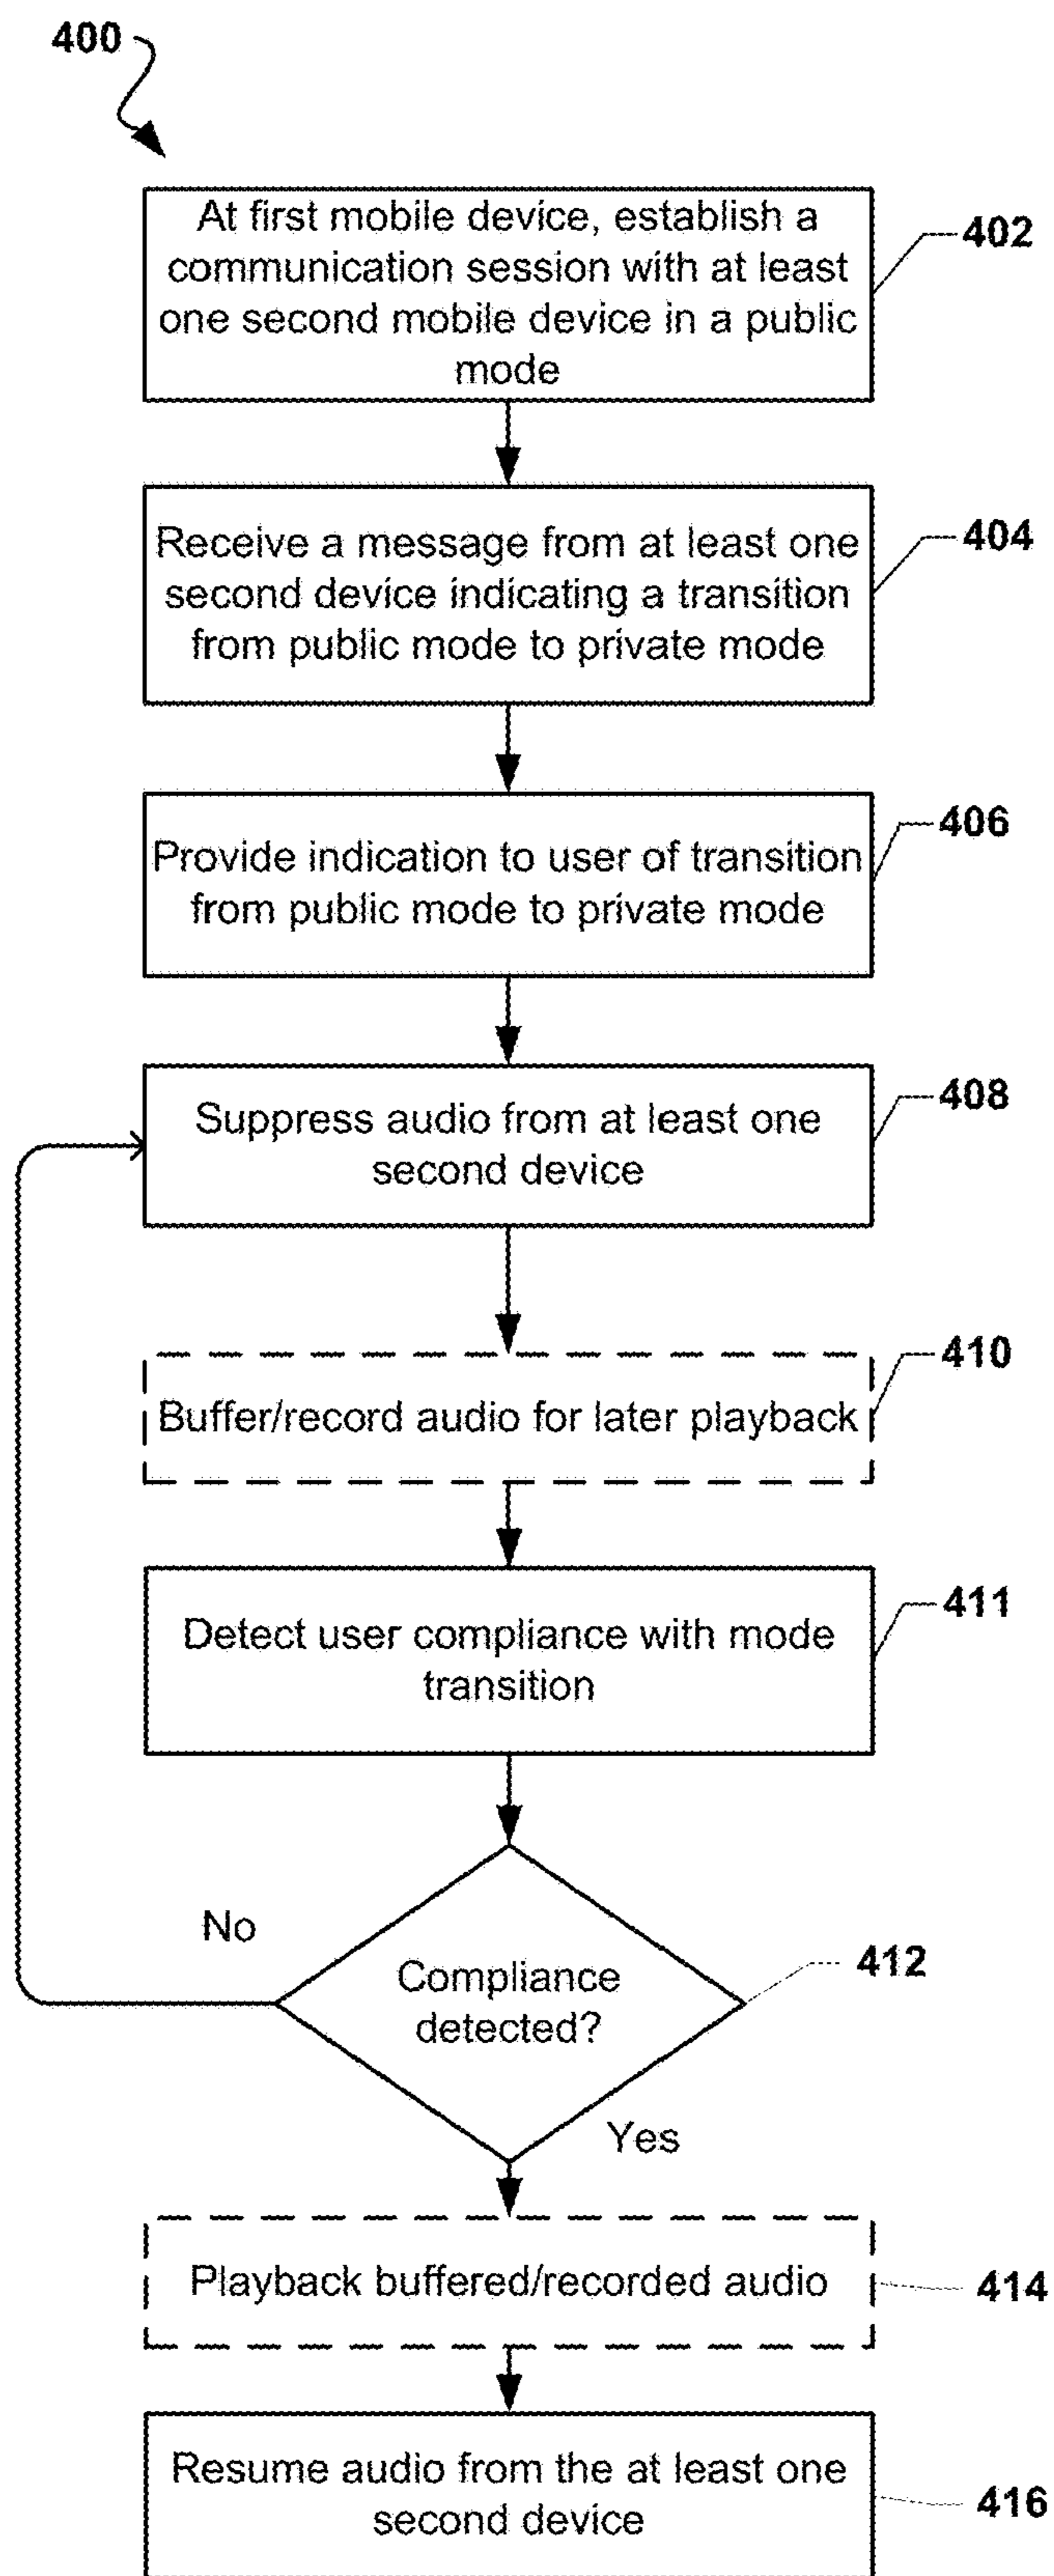 400
At first mobile device, establish a
communication session with at least
one second mobile device in a public
mode
402
Receive a message from at least one
second device indicating a transition
from public mode to private mode
404
Provide indication to user of transition
from public mode to private mode
406
Suppress audio from at least one
second device
408
Buffer/record audio for later playback
410
Detect user compliance with mode
transition
411
Compliance
detected?
412
No
Yes
Playback buffered/recorded audio
414
Resume audio from the at least one
second device
416